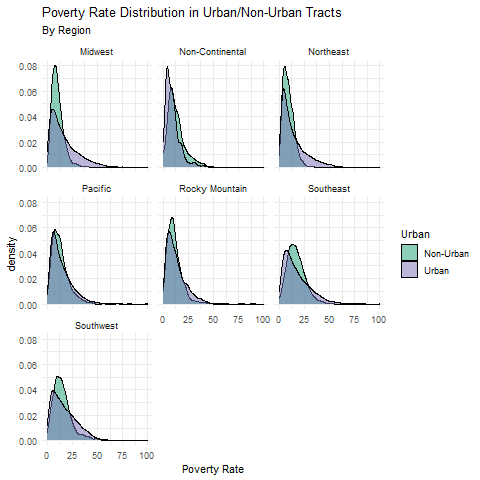 Poverty Rate Distribution in Urban/Non-Urban Tracts
By Region
Midwest
Non-Continental
Northeast
0.08
0.06
0.04
0.02
0.00
Pacific
Rocky Mountain
Southeast
0.08
0.06
0.04
0.02
0.00
density
0 25 50 75 100
0 25 50 75 100
Southwest
0.08
0.06
0.04
0.02
0.00
0 25 50 75 100
Poverty Rate
Urban
Non-Urban
Urban